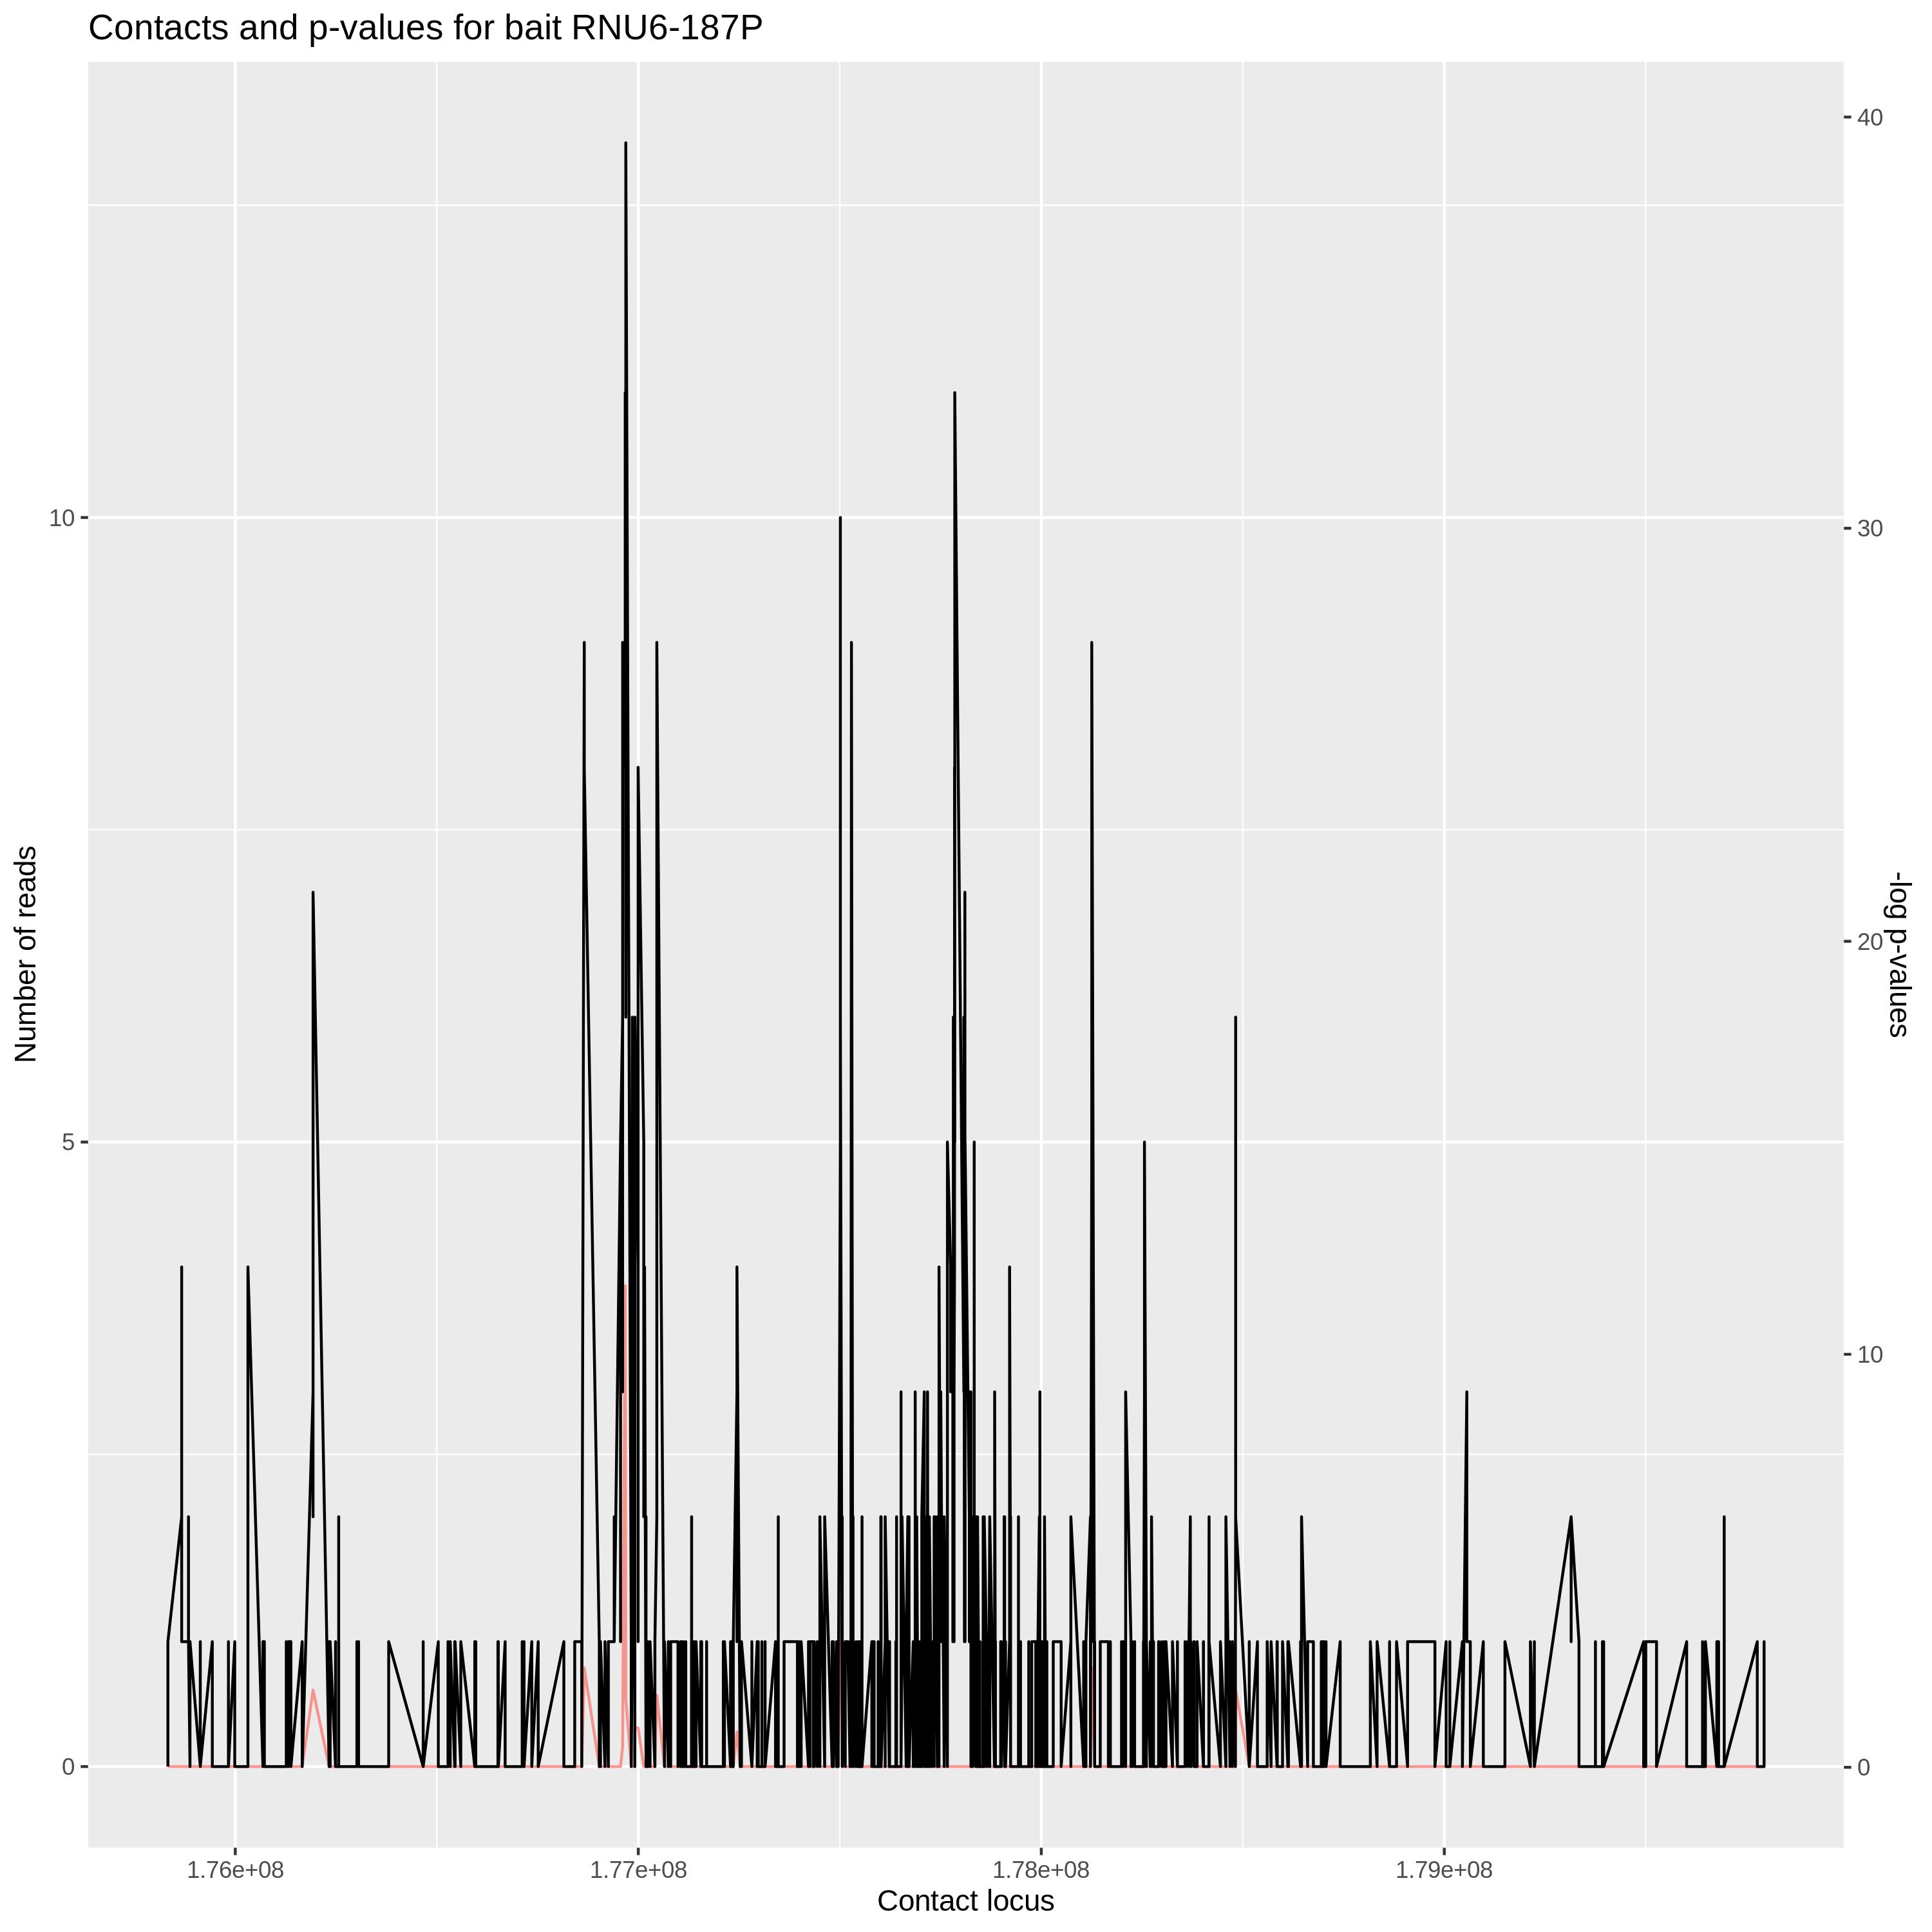 Contacts and p-values for bait RNU6-187P
Number of reads
10
5
0
40
30
20
10
0
-log p-values
1.76e+08 1.77e+08 1.78e+08 1.79e+08
Contact locus